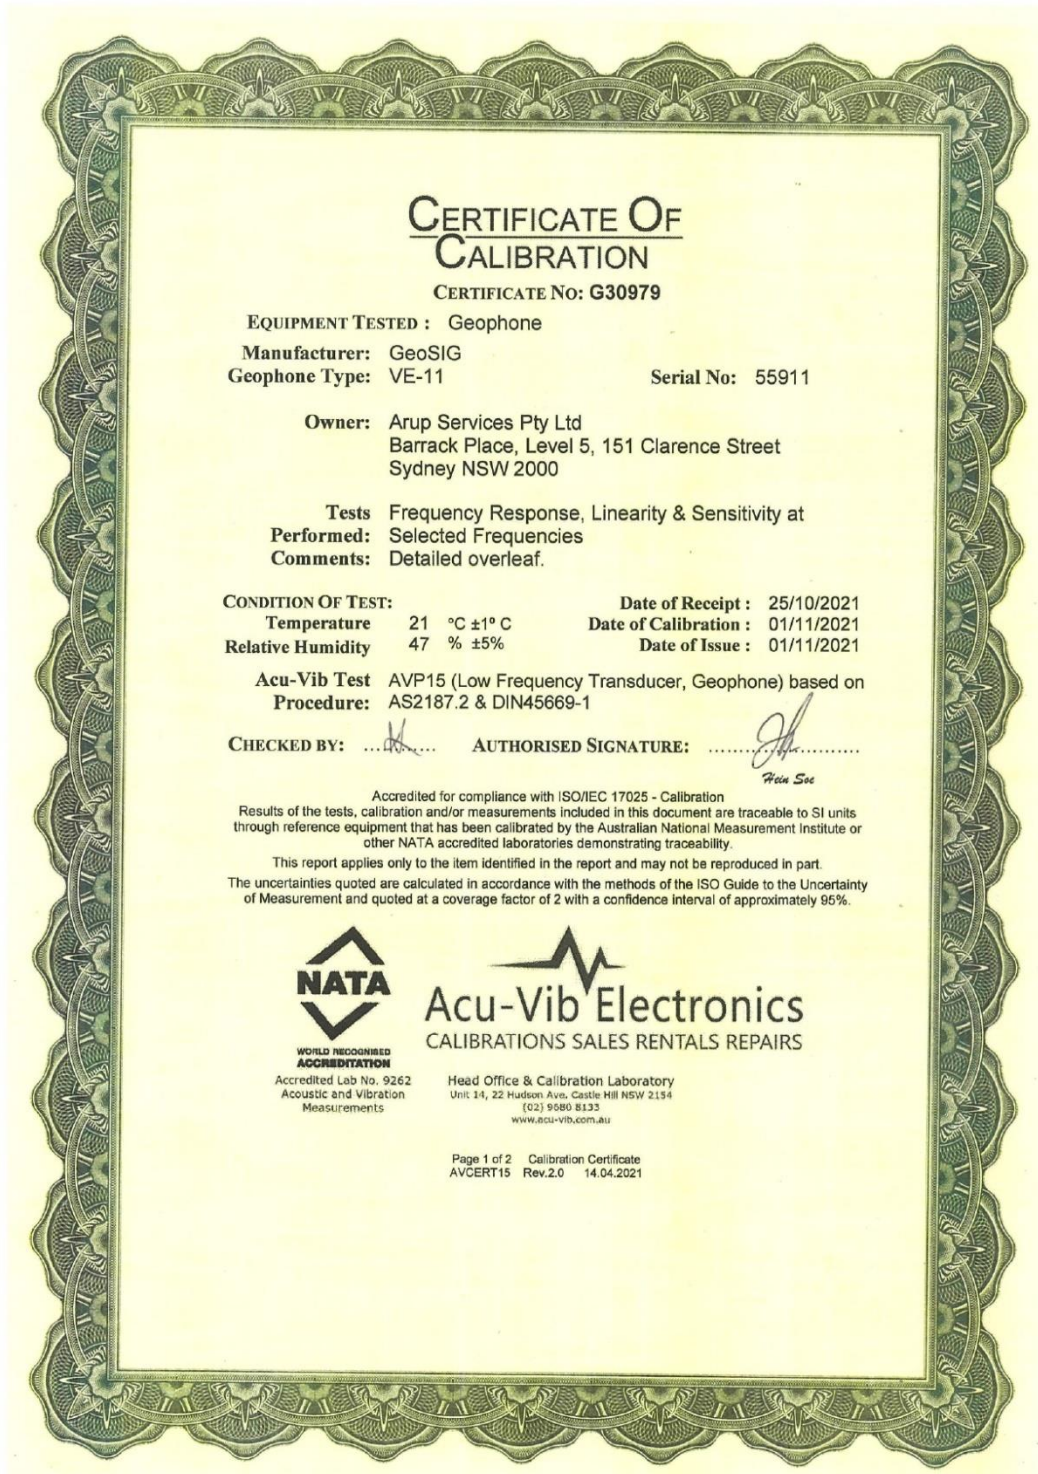 CERTIFICATE OF
CALIBRATION
CERTIFICATE NO: G30979
EQUIPMENT TESTED : Geophone
Manufacturer: GeoSIG
Geophone Type: VE-11 Serial No: 55911
Owner: Arup Services Pty Ltd
Barrack Place, Level 5, 151 Clarence Street
Sydney NSW 2000
Tests Frequency Response, Linearity & Sensitivity at
Performed: Selected Frequencies
Comments: Detailed overleaf.
CONDITION OF TEST: Date of Receipt : 25/10/2021
Temperature 21 °C ±1° C Date of Calibration : 01/11/2021
Relative Humidity 47 % ±5% Date of Issue : 01/11/2021
Acu-Vib Test AVP15 (Low Frequency Transducer, Geophone) based on
Procedure: AS2187.2 & DIN45669-1
CHECKED BY: AUTHORISED SIGNATURE:
Hein Soe
Accredited for compliance with ISO/IEC 17025 - Calibration
Results of the tests, calibration and/or measurements included in this document are traceable to SI units
through reference equipment that has been calibrated by the Australian National Measurement Institute or
other NATA accredited laboratories demonstrating traceability.
This report applies only to the item identified in the report and may not be reproduced in part.
The uncertainties quoted are calculated in accordance with the methods of the ISO Guide to the Uncertainty
of Measurement and quoted at a coverage factor of 2 with a confidence interval of approximately 95%.
NATA
WORLD RECOGNISED
ACCREDITATION
Accredited Lab No. 9262
Acoustic and Vibration
Measurements
Acu-Vib Electronics
CALIBRATIONS SALES RENTALS REPAIRS
Head Office & Calibration Laboratory
Unit 14, 22 Hudson Ave. Castle Hill NSW 2154
(02) 9680 8133
www.acu-vib.com.au
Page 1 of 2 Calibration Certificate
AVCERT15 Rev.2.0 14.04.2021